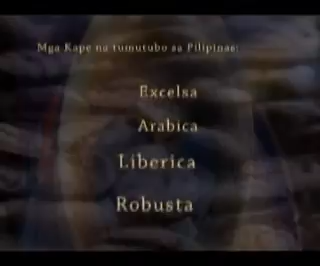 Mga Kape na tumutubo sa Pilipinas:
Excelsa
Arabica
Liberica
Robusta